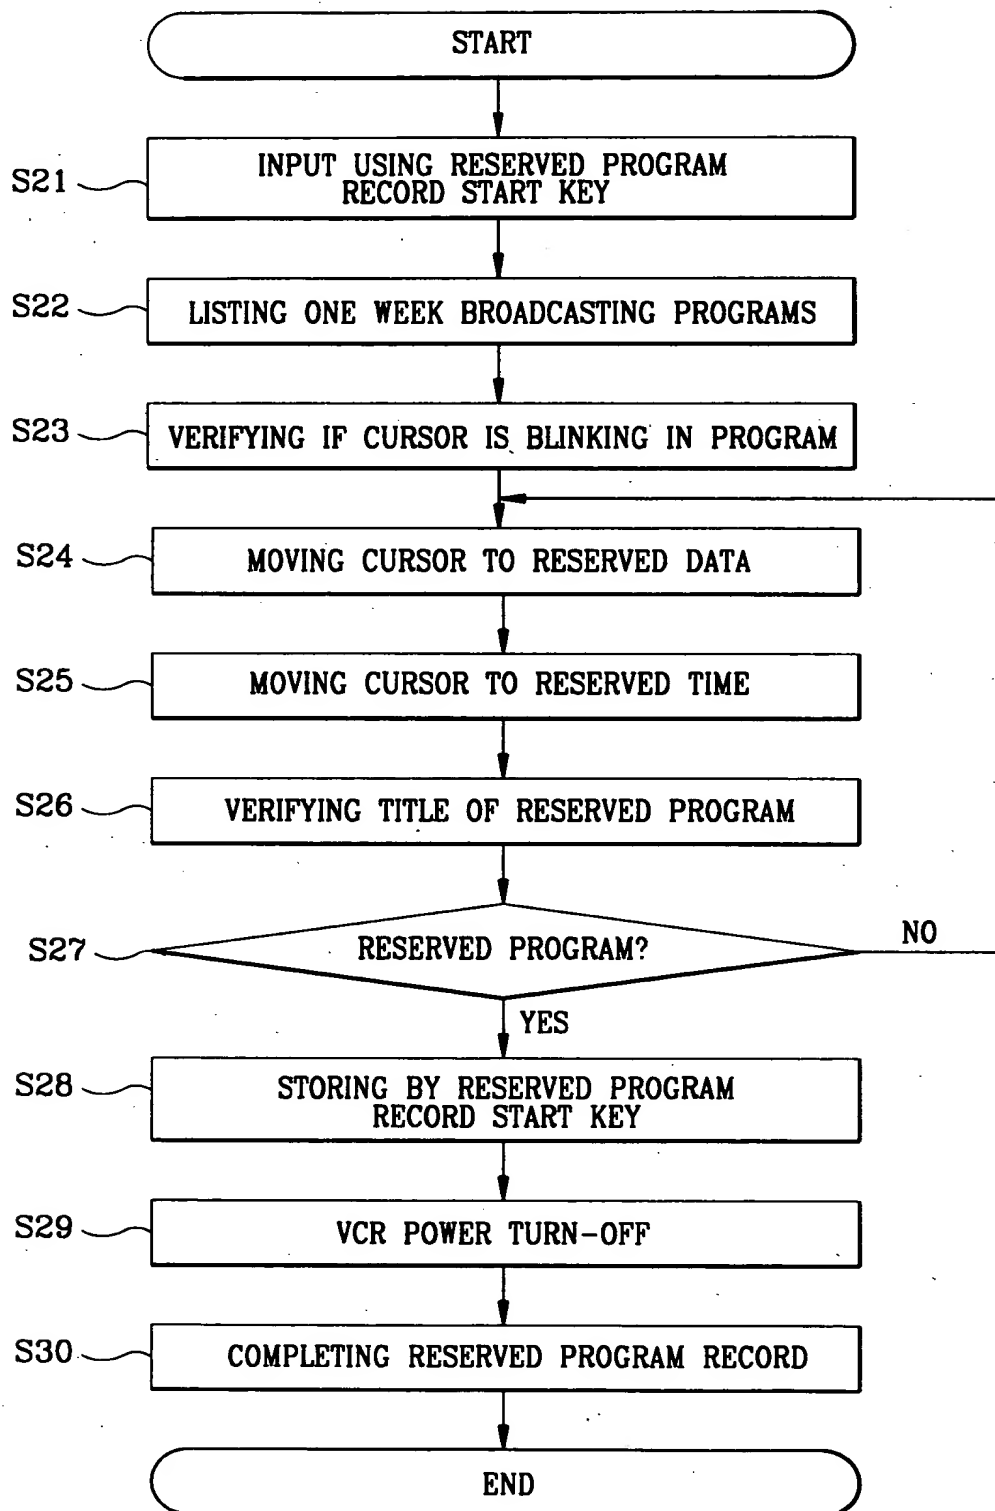 START
S21
INPUT USING RESERVED PROGRAM
RECORD START KEY
S22
LISTING ONE WEEK BROADCASTING PROGRAMS
S23
VERIFYING IF CURSOR IS BLINKING IN PROGRAM
S24
MOVING CURSOR TO RESERVED DATA
S25
MOVING CURSOR TO RESERVED TIME
S26
VERIFYING TITLE OF RESERVED PROGRAM
S27
RESERVED PROGRAM?
NO
YES
S28
STORING BY RESERVED PROGRAM
RECORD START KEY
S29
VCR POWER TURN-OFF
S30
COMPLETING RESERVED PROGRAM RECORD
END